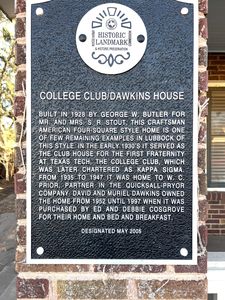 HISTORIC
LANDMARK
COLLEGE CLUB/DAWKINS HOUSE
BUILT IN 1928 BY GEORGE W. BUTLER FOR
MR. AND MRS. S. R. STOUT, THIS CRAFTSMAN
AMERICAN FOUR-SQUARE STYLE HOME IS ONE
OF FEW REMAINING EXAMPLES IN LUBBOCK OF
THIS STYLE. IN THE EARLY 1930'S IT SERVED AS
THE CLUB HOUSE FOR THE FIRST FRATERNITY
AT TEXAS TECH, THE COLLEGE CLUB, WHICH
WAS LATER CHARTERED AS KAPPA SIGMA.
FROM 1935 TO 1947 IT WAS HOME TO W. C.
PRIOR, PARTNER IN THE QUICKSALL-PRYOR
COMPANY. DAVID AND MURIEL DAWKINS OWNED
THE HOME FROM 1952 UNTIL 1997 WHEN IT WAS
PURCHASED BY ED AND DEBBIE COSGROVE
FOR THEIR HOME AND BED AND BREAKFAST.
DESIGNATED MAY 2006